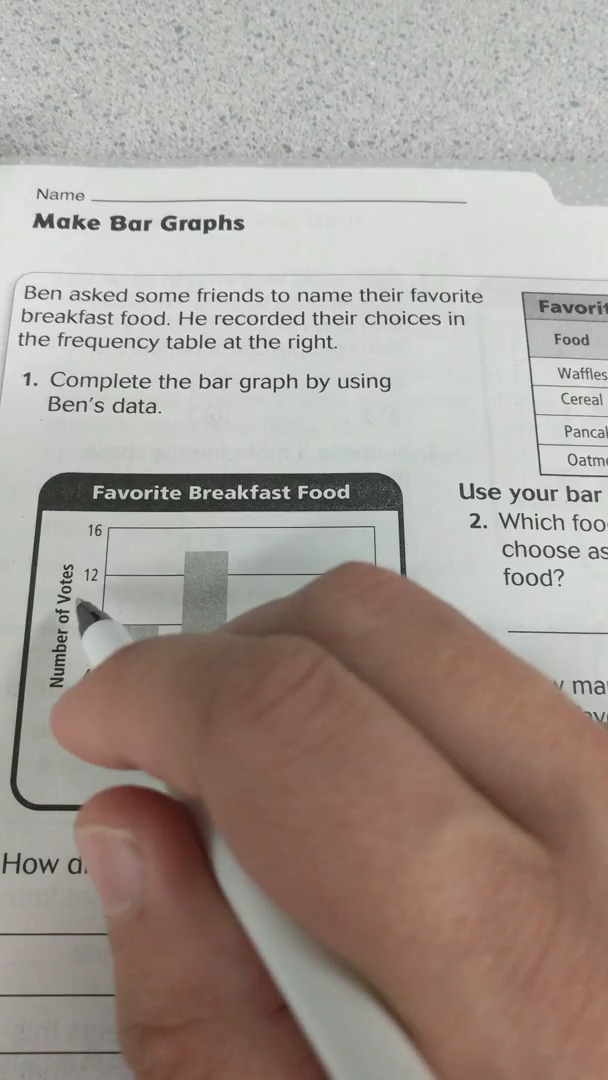 Name
Make Bar Graphs
Ben asked some friends to name their favorite
breakfast food. He recorded their choices in
the frequency table at the right.
1. Complete the bar graph by using
Ben's data.
Favorite Breakfast Food
16
12
Number of Votes
How
Food
Waffles
Cereal
Use your bar
2. Which
choose as
food?